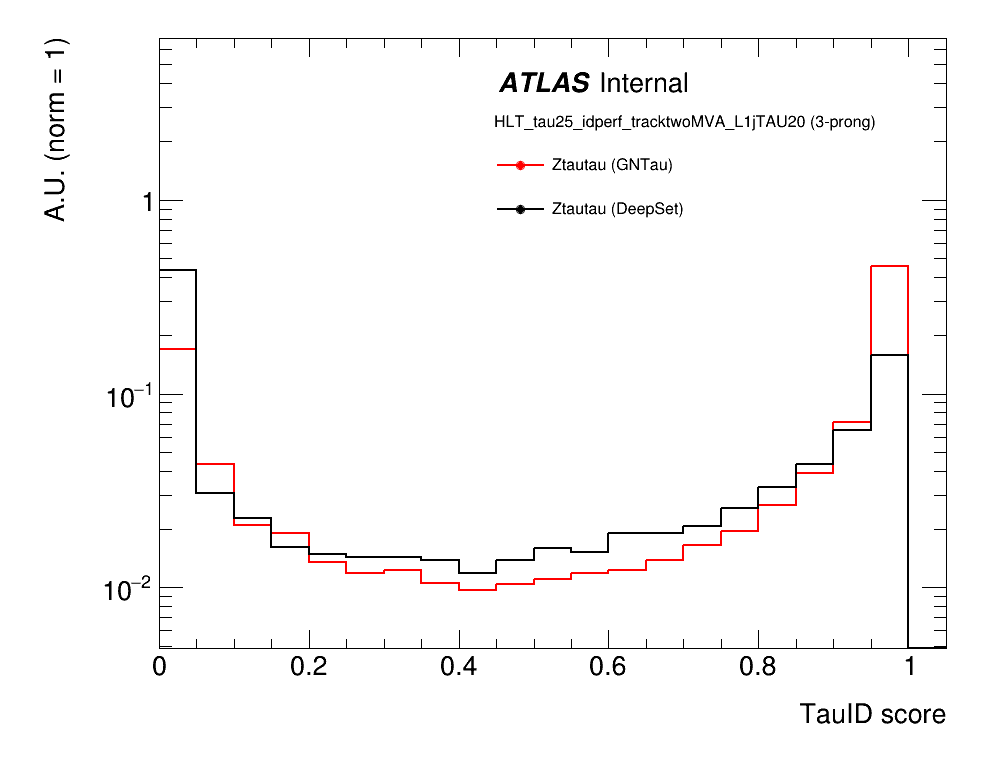 A.U. (norm = 1)
ATLAS Internal
HLT_tau25_idperf_tracktwoMVA_L1jTAU20 (3-prong)
Ztautau (GNTau)
Ztautau (DeepSet)
1
10⁻¹
10⁻²
0 0.2 0.4 0.6 0.8 1
TauID score